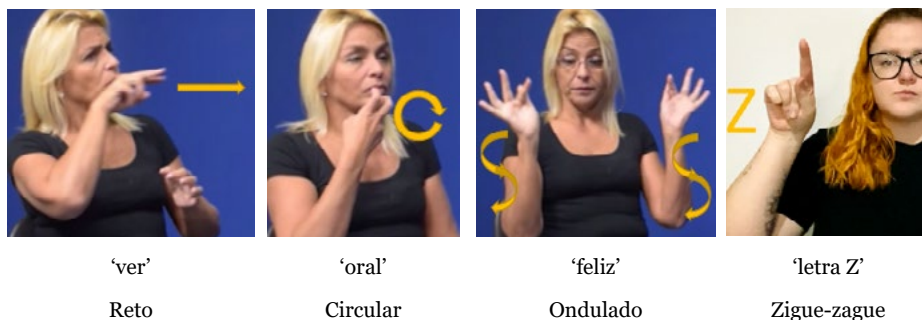 Z
‘ver’ ‘oral’ ‘feliz’ ‘letra Z’
Reto Circular Ondulado Zigue-zague